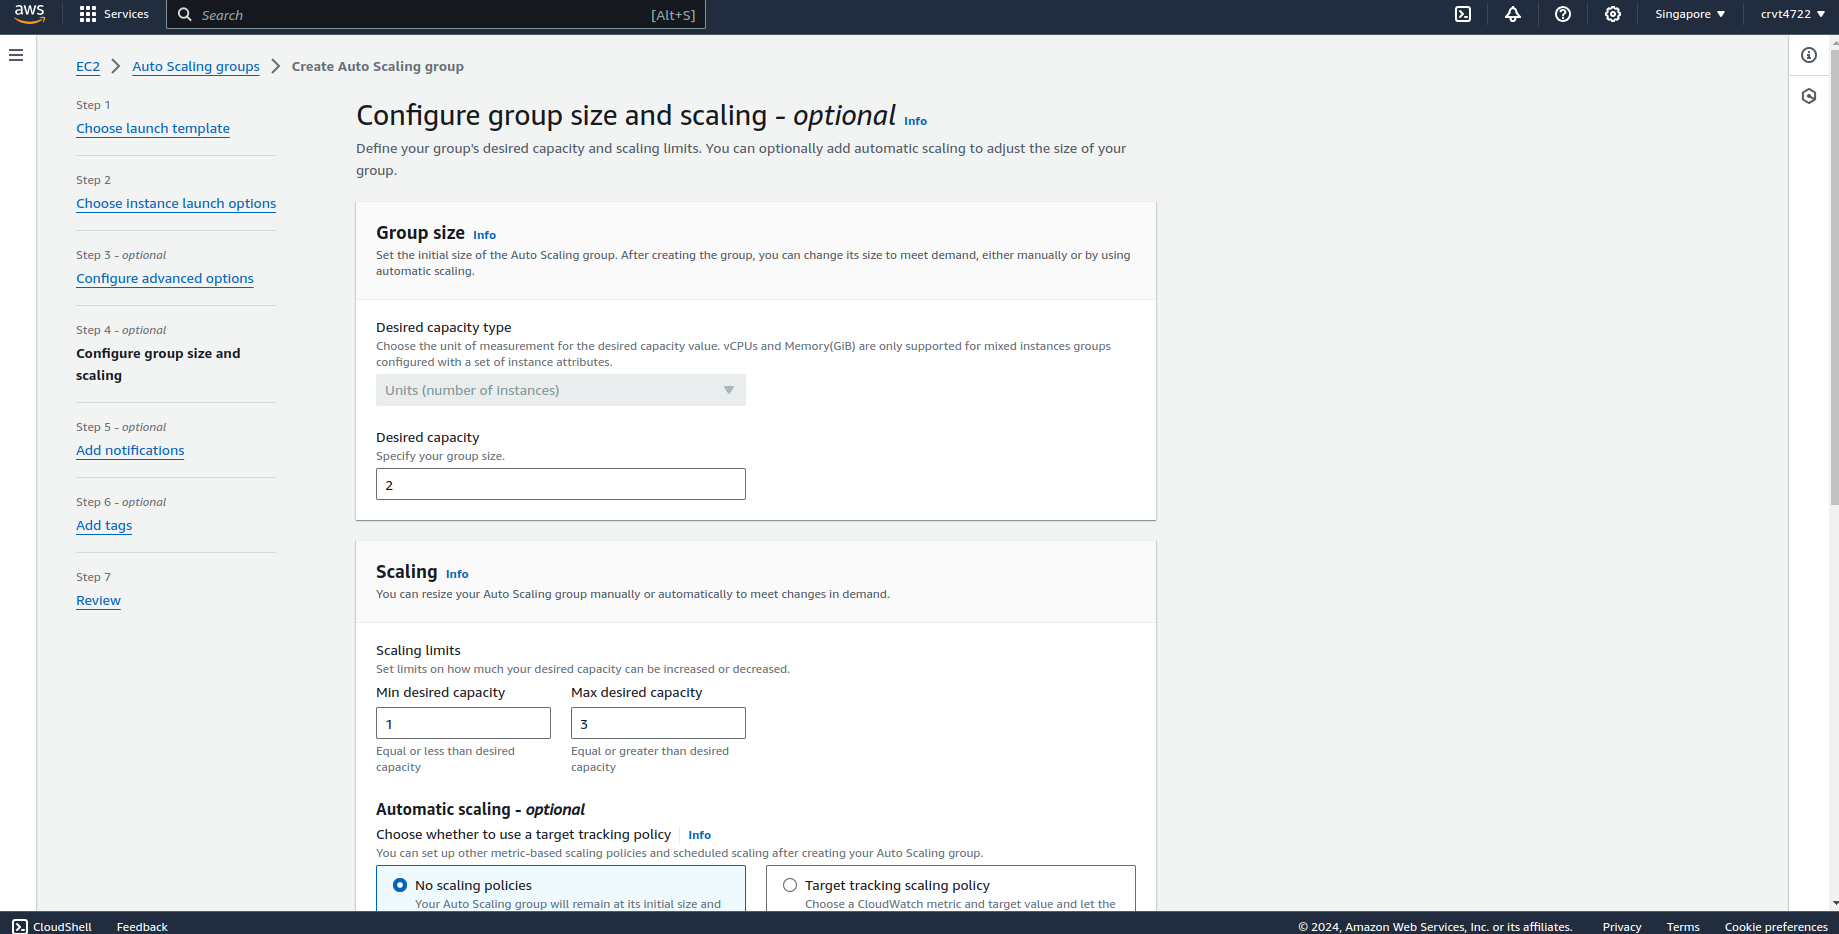 aws
Services
Search
[Alt+S]
Singapore
crvt4722
EC2
Auto Scaling groups
Create Auto Scaling group
Step 1
Choose launch template
Step 2
Choose instance launch options
Step 3 - optional
Configure advanced options
Step 4 - optional
Configure group size and
scaling
Step 5 - optional
Add notifications
Step 6 - optional
Add tags
Step 7
Review
Configure group size and scaling - optional Info
Define your group's desired capacity and scaling limits. You can optionally add automatic scaling to adjust the size of your
group.
Group size Info
Set the initial size of the Auto Scaling group. After creating the group, you can change its size to meet demand, either manually or by using
automatic scaling.
Desired capacity type
Choose the unit of measurement for the desired capacity value. vCPUs and Memory(GiB) are only supported for mixed instances groups
configured with a set of instance attributes.
Units (number of instances)
Desired capacity
Specify your group size.
2
Scaling Info
You can resize your Auto Scaling group manually or automatically to meet changes in demand.
Scaling limits
Set limits on how much your desired capacity can be increased or decreased.
Min desired capacity
1
Equal or less than desired
capacity
Max desired capacity
3
Equal or greater than desired
capacity
Automatic scaling - optional
Choose whether to use a target tracking policy Info
You can set up other metric-based scaling policies and scheduled scaling after creating your Auto Scaling group.
No scaling policies
Your Auto Scaling group will remain at its initial size and
Target tracking scaling policy
Choose a CloudWatch metric and target value and let the
CloudShell
Feedback
© 2024, Amazon Web Services, Inc. or its affiliates.
Privacy
Terms
Cookie preferences